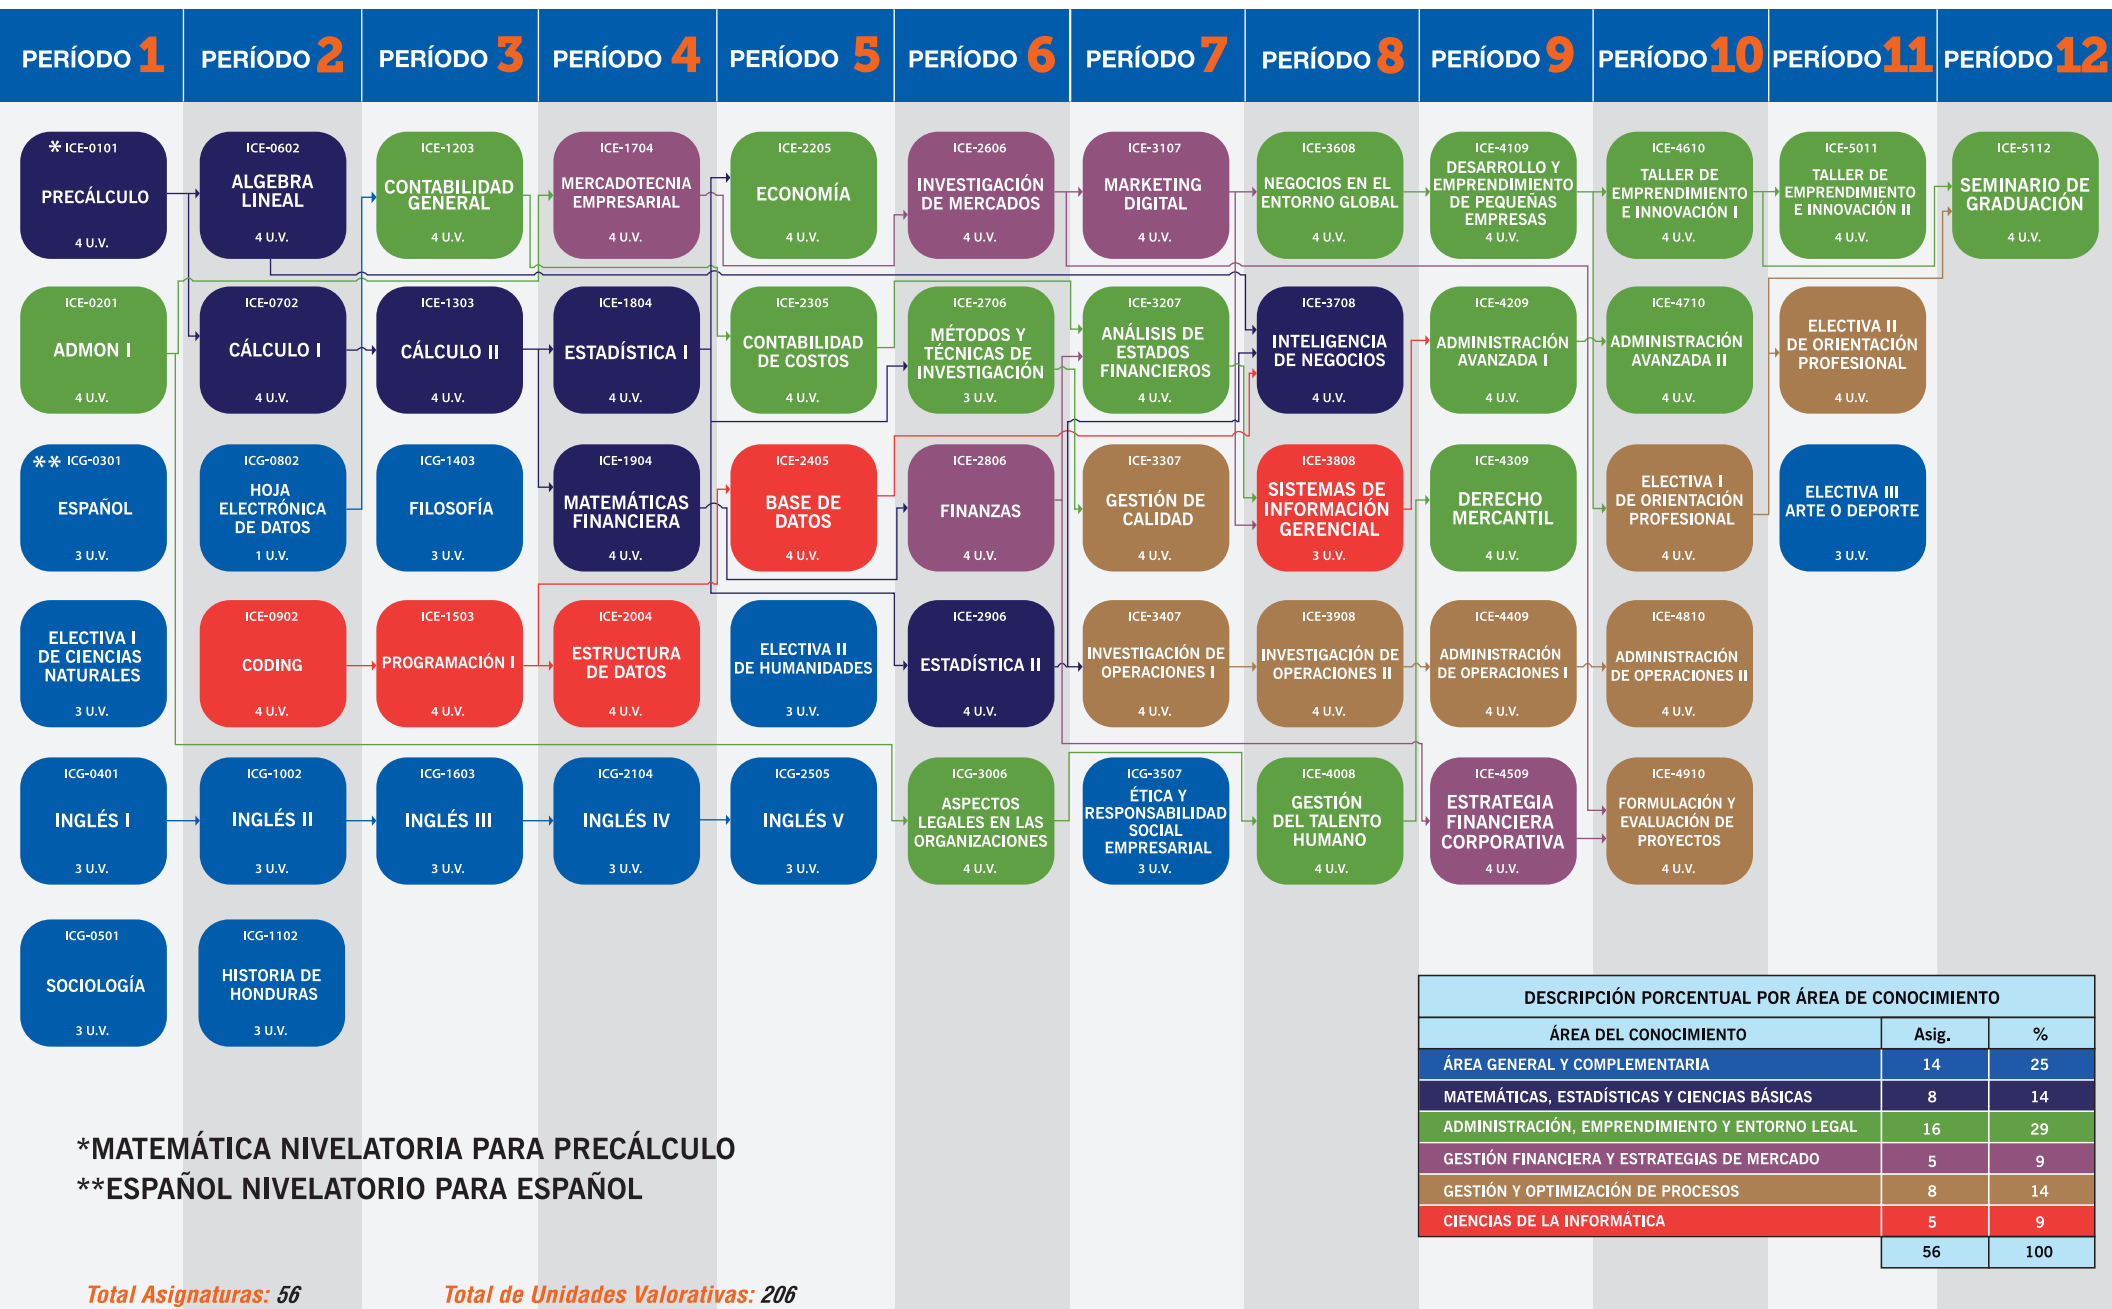 PERÍODO 1
PERÍODO 2
PERÍODO 3
PERÍODO 4
PERÍODO 5
PERÍODO 6
PERÍODO 7
PERÍODO 8
PERÍODO 9
PERÍODO 10
PERÍODO 11
PERÍODO 12
* ICE-0101
PRECÁLCULO
4 U.V.
ICE-0602
ALGEBRA
LINEAL
4 U.V.
ICE-1203
CONTABILIDAD
GENERAL
4 U.V.
ICE-1704
MERCADOTECNIA
EMPRESARIAL
4 U.V.
ICE-2205
ECONOMÍA
4 U.V.
ICE-2606
INVESTIGACIÓN
DE MERCADOS
4 U.V.
ICE-3107
MARKETING
DIGITAL
4 U.V.
ICE-3608
NEGOCIOS EN EL
ENTORNO GLOBAL
4 U.V.
ICE-4109
DESARROLLO Y
EMPRENDIMIENTO
DE PEQUEÑAS
EMPRESAS
4 U.V.
ICE-4610
TALLER DE
EMPRENDIMIENTO
E INNOVACIÓN I
4 U.V.
ICE-5011
TALLER DE
EMPRENDIMIENTO
E INNOVACIÓN II
4 U.V.
ICE-5112
SEMINARIO DE
GRADUACIÓN
4 U.V.
ICE-0201
ADMON I
4 U.V.
ICE-0702
CÁLCULO I
4 U.V.
ICE-1303
CÁLCULO II
4 U.V.
ICE-1804
ESTADÍSTICA I
4 U.V.
ICE-2305
CONTABILIDAD
DE COSTOS
4 U.V.
ICE-2706
MÉTODOS Y
TÉCNICAS DE
INVESTIGACIÓN
3 U.V.
ICE-3207
ANÁLISIS DE
ESTADOS
FINANCIEROS
4 U.V.
ICE-3708
INTELIGENCIA
DE NEGOCIOS
4 U.V.
ICE-4209
ADMINISTRACIÓN
AVANZADA I
4 U.V.
ICE-4710
ADMINISTRACIÓN
AVANZADA II
4 U.V.
ELECTIVA II
DE ORIENTACIÓN
PROFESIONAL
4 U.V.
** ICG-0301
ESPAÑOL
3 U.V.
ICG-0802
HOJA
ELECTRÓNICA
DE DATOS
1 U.V.
ICG-1403
FILOSOFÍA
3 U.V.
ICE-1904
MATEMÁTICAS
FINANCIERA
4 U.V.
ICE-2405
BASE DE
DATOS
4 U.V.
ICE-2806
FINANZAS
4 U.V.
ICE-3307
GESTIÓN DE
CALIDAD
4 U.V.
ICE-3808
SISTEMAS DE
INFORMACIÓN
GERENCIAL
3 U.V.
ICE-4309
DERECHO
MERCANTIL
4 U.V.
ELECTIVA I
DE ORIENTACIÓN
PROFESIONAL
4 U.V.
ELECTIVA III
ARTE O DEPORTE
3 U.V.
ELECTIVA I
DE CIENCIAS
NATURALES
3 U.V.
ICE-0902
CODING
4 U.V.
ICE-1503
PROGRAMACIÓN I
4 U.V.
ICE-2004
ESTRUCTURA
DE DATOS
4 U.V.
ELECTIVA II
DE HUMANIDADES
3 U.V.
ICE-2906
ESTADÍSTICA II
4 U.V.
ICE-3407
INVESTIGACIÓN DE
OPERACIONES I
4 U.V.
ICE-3908
INVESTIGACIÓN DE
OPERACIONES II
4 U.V.
ICE-4409
ADMINISTRACIÓN
DE OPERACIONES I
4 U.V.
ICE-4810
ADMINISTRACIÓN
DE OPERACIONES II
4 U.V.
ICG-0401
INGLÉS I
3 U.V.
ICG-1002
INGLÉS II
3 U.V.
ICG-1603
INGLÉS III
3 U.V.
ICG-2104
INGLÉS IV
3 U.V.
ICG-2505
INGLÉS V
3 U.V.
ICG-3006
ASPECTOS
LEGALES EN LAS
ORGANIZACIONES
4 U.V.
ICG-3507
ÉTICA Y
RESPONSABILIDAD
SOCIAL
EMPRESARIAL
3 U.V.
ICE-4008
GESTIÓN
DEL TALENTO
HUMANO
4 U.V.
ICE-4509
ESTRATEGIA
FINANCIERA
CORPORATIVA
4 U.V.
ICE-4910
FORMULACIÓN Y
EVALUACIÓN DE
PROYECTOS
4 U.V.
ICG-0501
SOCIOLOGÍA
3 U.V.
ICG-1102
HISTORIA DE
HONDURAS
3 U.V.
DESCRIPCIÓN PORCENTUAL POR ÁREA DE CONOCIMIENTO
ÁREA DEL CONOCIMIENTO Asig. %
ÁREA GENERAL Y COMPLEMENTARIA 14 25
MATEMÁTICAS, ESTADÍSTICAS Y CIENCIAS BÁSICAS 8 14
ADMINISTRACIÓN, EMPRENDIMIENTO Y ENTORNO LEGAL 16 29
GESTIÓN FINANCIERA Y ESTRATEGIAS DE MERCADO 5 9
GESTIÓN Y OPTIMIZACIÓN DE PROCESOS 8 14
CIENCIAS DE LA INFORMÁTICA 5 9
56 100
*MATEMÁTICA NIVELATORIA PARA PRECÁLCULO
**ESPAÑOL NIVELATORIO PARA ESPAÑOL
Total Asignaturas: 56
Total de Unidades Valorativas: 206